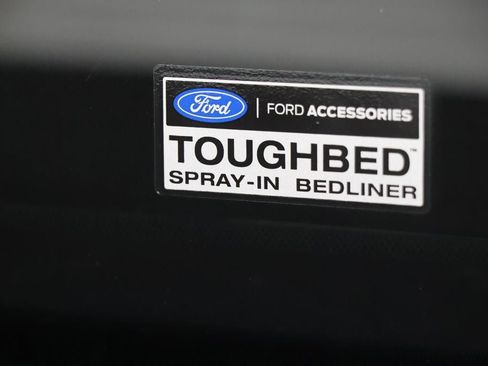 Ford | FORD ACCESSORIES
TOUGHBED™
SPRAY-IN BEDLINER